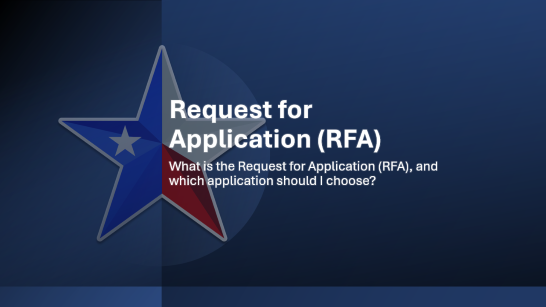 Request for
Application (RFA)
What is the Request for Application (RFA), and
which application should I choose?